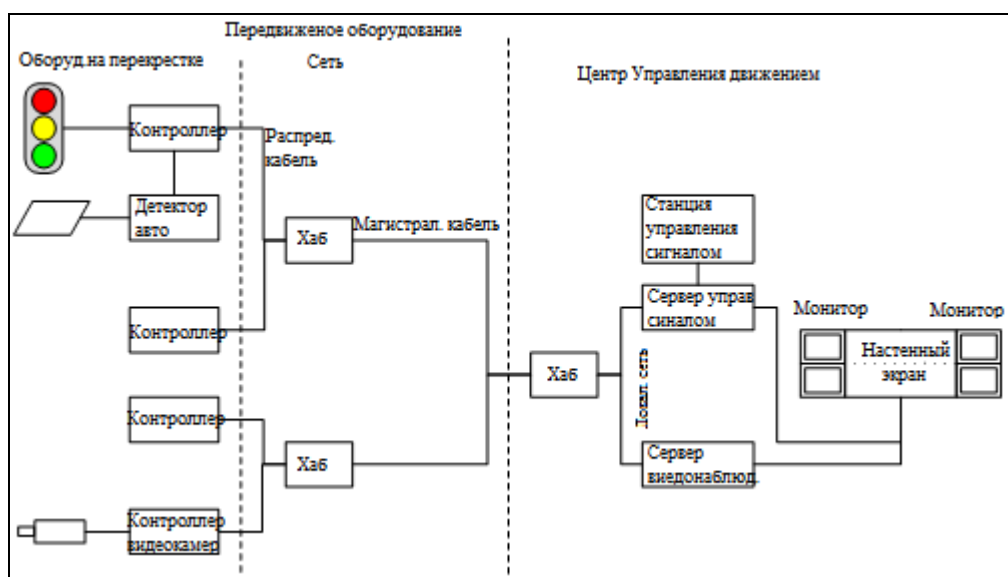 Передвиженое оборудование
Оборуд.на перекрестке
Сеть
Центр Управления движением
Контроллер
Распред.
кабель
Детектор
авто
Хаб
Магистрал. кабель
Станция
управления
сигналом
Контроллер
Сервер управ
синалом
Монитор
Монитор
Настенный
экран
Хаб
Локал. сеть
Контроллер
Хаб
Сервер
виедонаблюд.
Контроллер
видеокамер